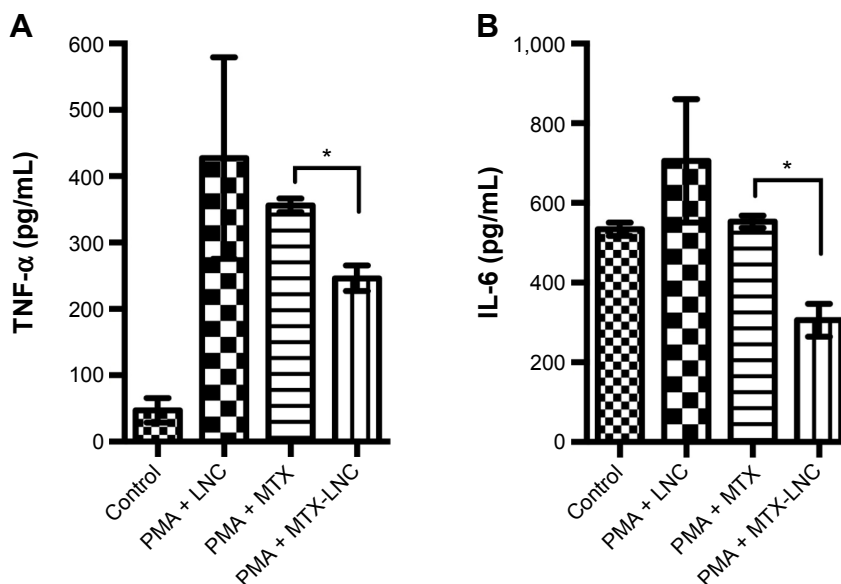 A
TNF-α (pg/mL)
600
500
400
300
200
100
0
*
Control
PMA + LNC
PMA + MTX
PMA + MTX-LNC
B
IL-6 (pg/mL)
1,000
800
600
400
200
0
*
Control
PMA + LNC
PMA + MTX
PMA + MTX-LNC